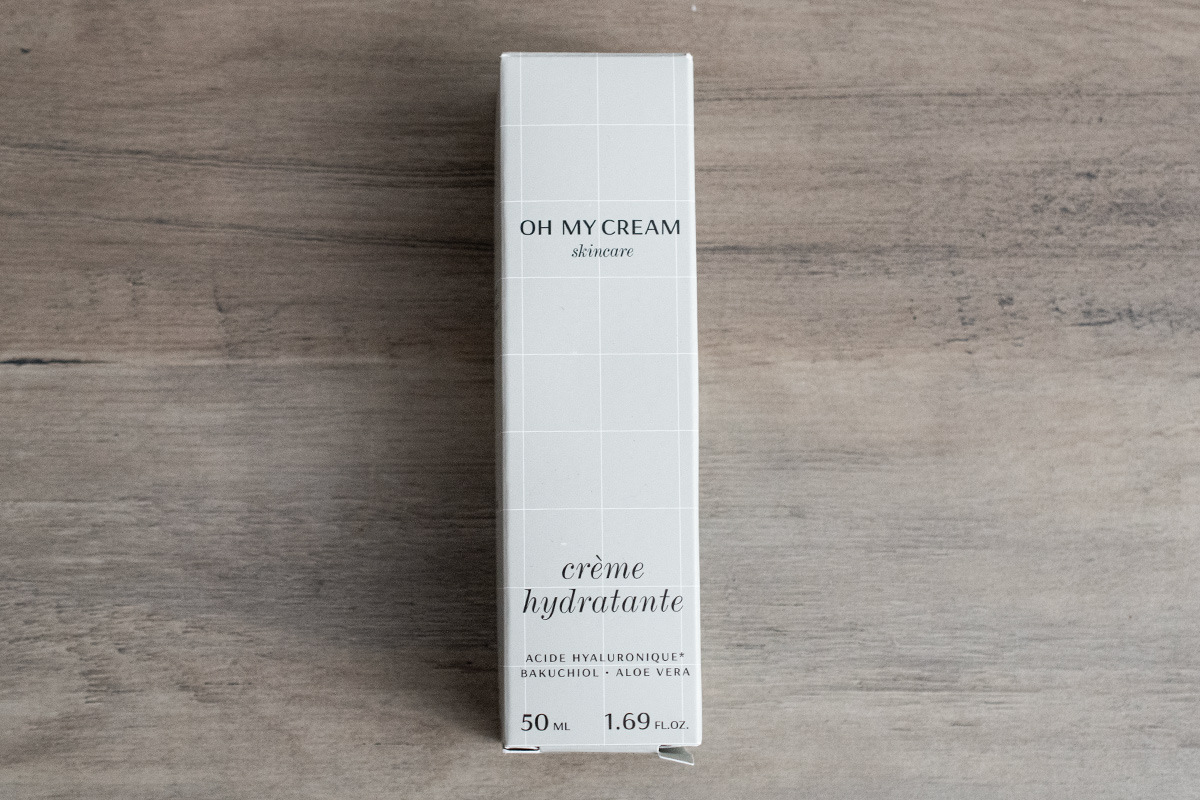 OH MY CREAM
skincare
crème
hydratante
ACIDE HYALURONIQUE*
BAKUCHIOL • ALOE VERA
50 ML 1.69 FL.OZ.